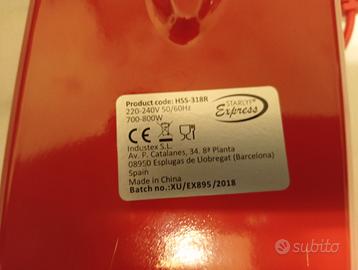 Product code: HSS-318R
220-240V 50/60Hz
700-800W
STARLYF®
Express
CE
Industex S.L.
Av. P. Catalanes, 34. 8ª Planta
08950 Esplugas de Llobregat (Barcelona)
Spain
Made in China
Batch no.:XU/EX895/2018
subito